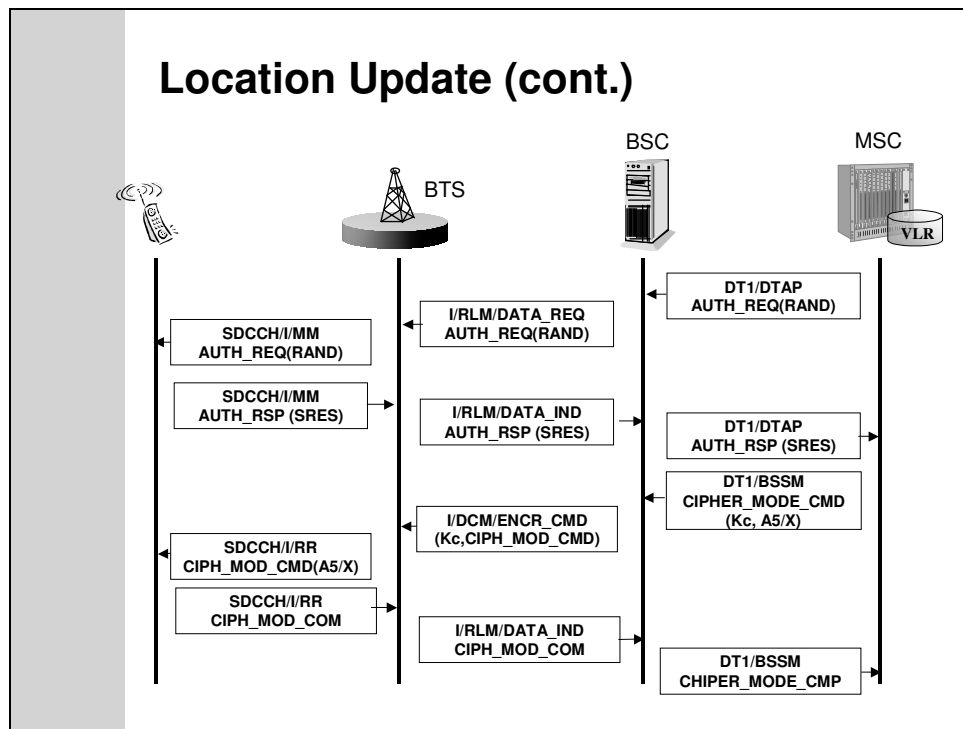 Location Update (cont.)
BSC
MSC
BTS
VLR
DT1/DTAP
AUTH_REQ(RAND)
I/RLM/DATA_REQ
AUTH_REQ(RAND)
SDCCH/I/MM
AUTH_REQ(RAND)
SDCCH/I/MM
AUTH_RSP (SRES)
I/RLM/DATA_IND
AUTH_RSP (SRES)
DT1/DTAP
AUTH_RSP (SRES)
DT1/BSSM
CIPHER_MODE_CMD
(Kc, A5/X)
I/DCM/ENCR_CMD
(Kc,CIPH_MOD_CMD)
SDCCH/I/RR
CIPH_MOD_CMD(A5/X)
SDCCH/I/RR
CIPH_MOD_COM
I/RLM/DATA_IND
CIPH_MOD_COM
DT1/BSSM
CHIPER_MODE_CMP